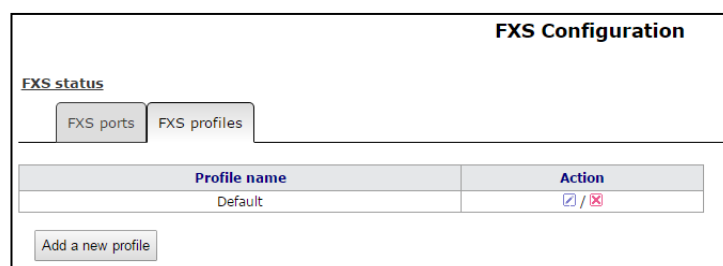 FXS Configuration
FXS status
FXS ports FXS profiles
Profile name Action
Default /
Add a new profile